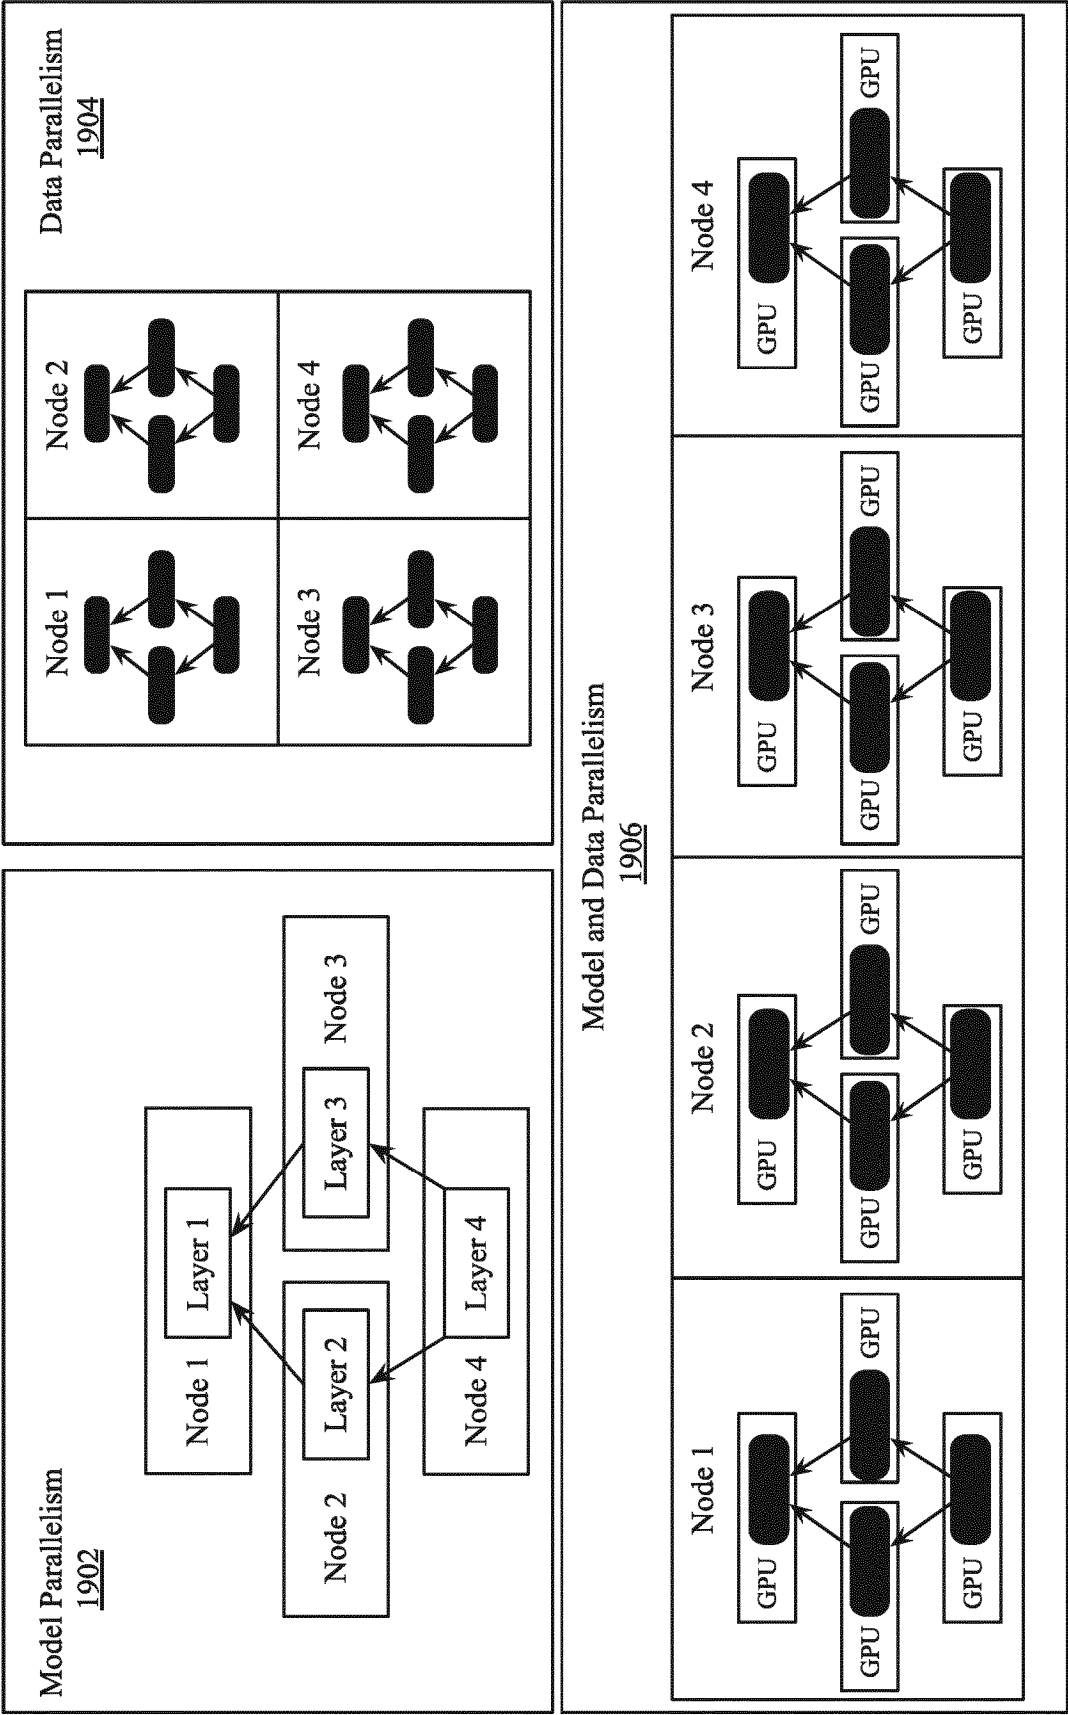 Model Parallelism
1902
Node 1
Layer 1
Node 2
Layer 2
Layer 3
Node 3
Node 4
Layer 4
Data Parallelism
1904
Node 1
Node 2
Node 3
Node 4
Model and Data Parallelism
1906
Node 1
GPU
GPU
GPU
GPU
Node 2
GPU
GPU
GPU
GPU
Node 3
GPU
GPU
GPU
GPU
Node 4
GPU
GPU
GPU
GPU